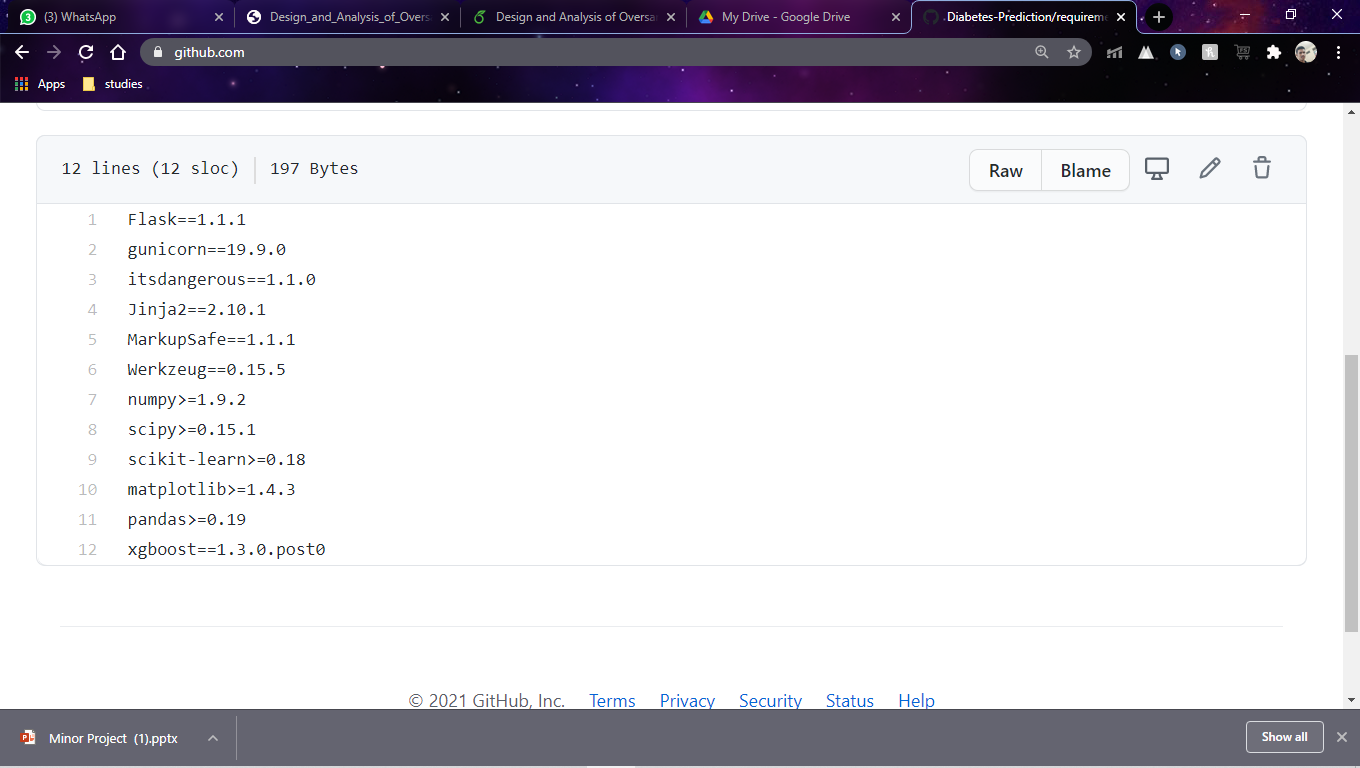 (3) WhatsApp
Design_and_Analysis_of_Overs
Design and Analysis of Oversa
My Drive - Google Drive
Diabetes-Prediction/requirem
github.com
Apps
studies
12 lines (12 sloc) 197 Bytes
Raw
Blame
1 Flask==1.1.1
2 gunicorn==19.9.0
3 itsdangerous==1.1.0
4 Jinja2==2.10.1
5 MarkupSafe==1.1.1
6 Werkzeug==0.15.5
7 numpy>=1.9.2
8 scipy>=0.15.1
9 scikit-learn>=0.18
10 matplotlib>=1.4.3
11 pandas>=0.19
12 xgboost==1.3.0.post0
© 2021 GitHub, Inc. Terms Privacy Security Status Help
Minor Project (1).pptx
Show all